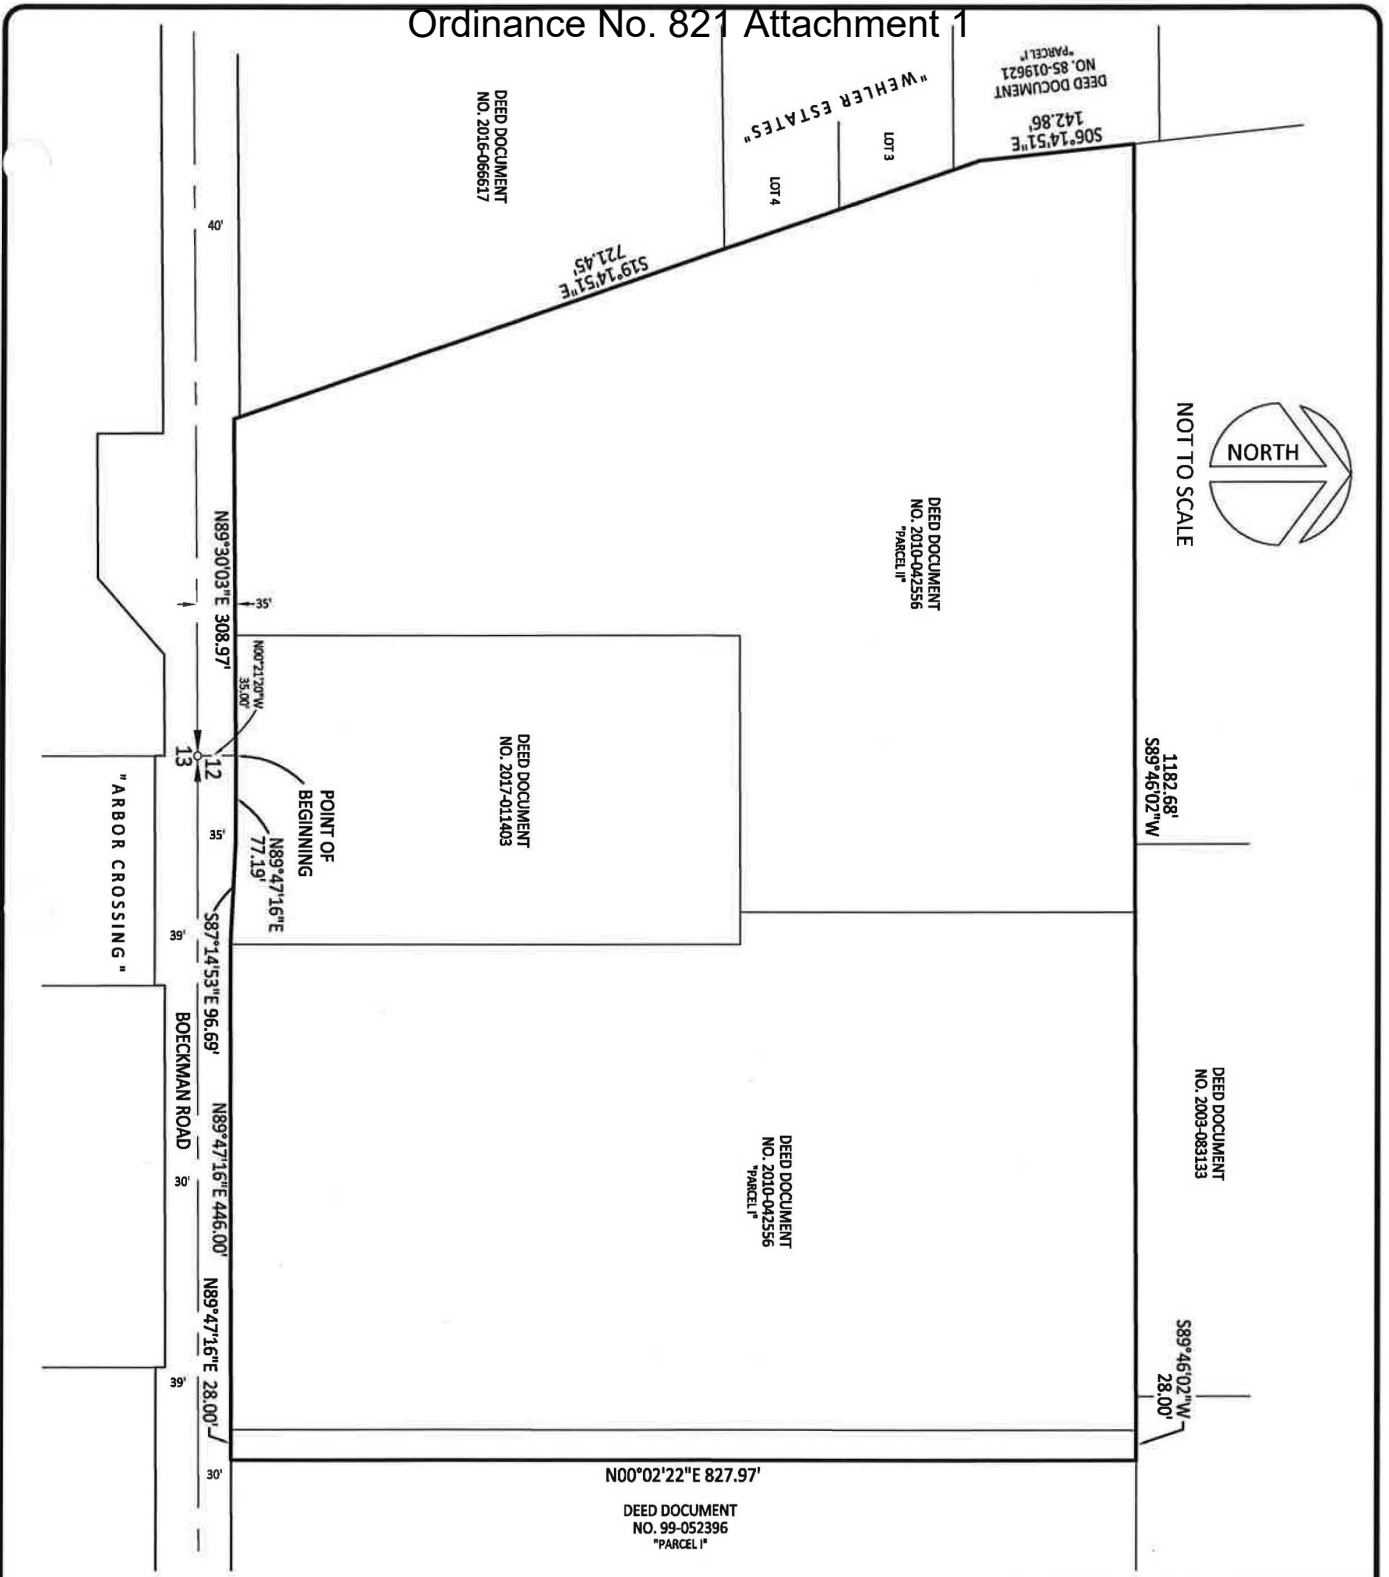 Ordinance No. 821 Attachment 1
DEED DOCUMENT
NO. 85-019621
"PARCEL I"
S06°14'51"E
142.86'
"WEHLER ESTATES"
LOT 3
LOT 4
DEED DOCUMENT
NO. 2016-066617
S19°14'51"E
721.45'
40'
NORTH
NOT TO SCALE
DEED DOCUMENT
NO. 2010-042556
"PARCEL II"
N89°30'03"E 308.97'
35'
N00°21'20"W
35.00'
13
12
POINT OF
BEGINNING
N89°47'16"E
77.19'
DEED DOCUMENT
NO. 2017-011403
1182.68'
S89°46'02"W
35'
"ARBOR CROSSING"
39'
S87°14'53"E 96.69'
BOECKMAN ROAD
N89°47'16"E 446.00'
30'
DEED DOCUMENT
NO. 2010-042556
"PARCEL I"
DEED DOCUMENT
NO. 2003-083133
S89°46'02"W
28.00'
N89°47'16"E 28.00'
39'
30'
N00°02'22"E 827.97'
DEED DOCUMENT
NO. 99-052396
"PARCEL I"